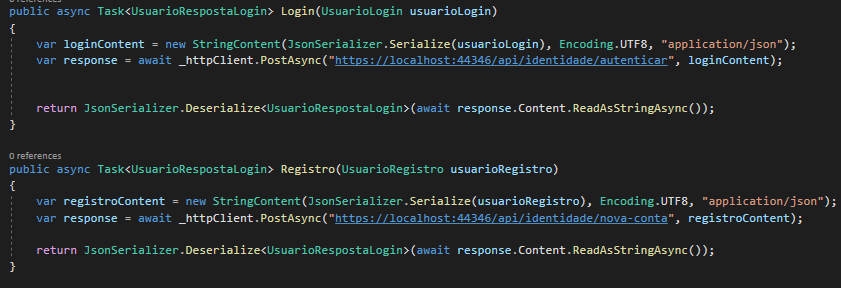 0 references
public async Task<UsuarioRespostaLogin> Login(UsuarioLogin usuarioLogin)
{
    var loginContent = new StringContent(JsonSerializer.Serialize(usuarioLogin), Encoding.UTF8, "application/json");
    var response = await _httpClient.PostAsync("https://localhost:44346/api/identidade/autenticar", loginContent);
    return JsonSerializer.Deserialize<UsuarioRespostaLogin>(await response.Content.ReadAsStringAsync());
}
0 references
public async Task<UsuarioRespostaLogin> Registro(UsuarioRegistro usuarioRegistro)
{
    var registroContent = new StringContent(JsonSerializer.Serialize(usuarioRegistro), Encoding.UTF8, "application/json");
    var response = await _httpClient.PostAsync("https://localhost:44346/api/identidade/nova-conta", registroContent);
    return JsonSerializer.Deserialize<UsuarioRespostaLogin>(await response.Content.ReadAsStringAsync());
}